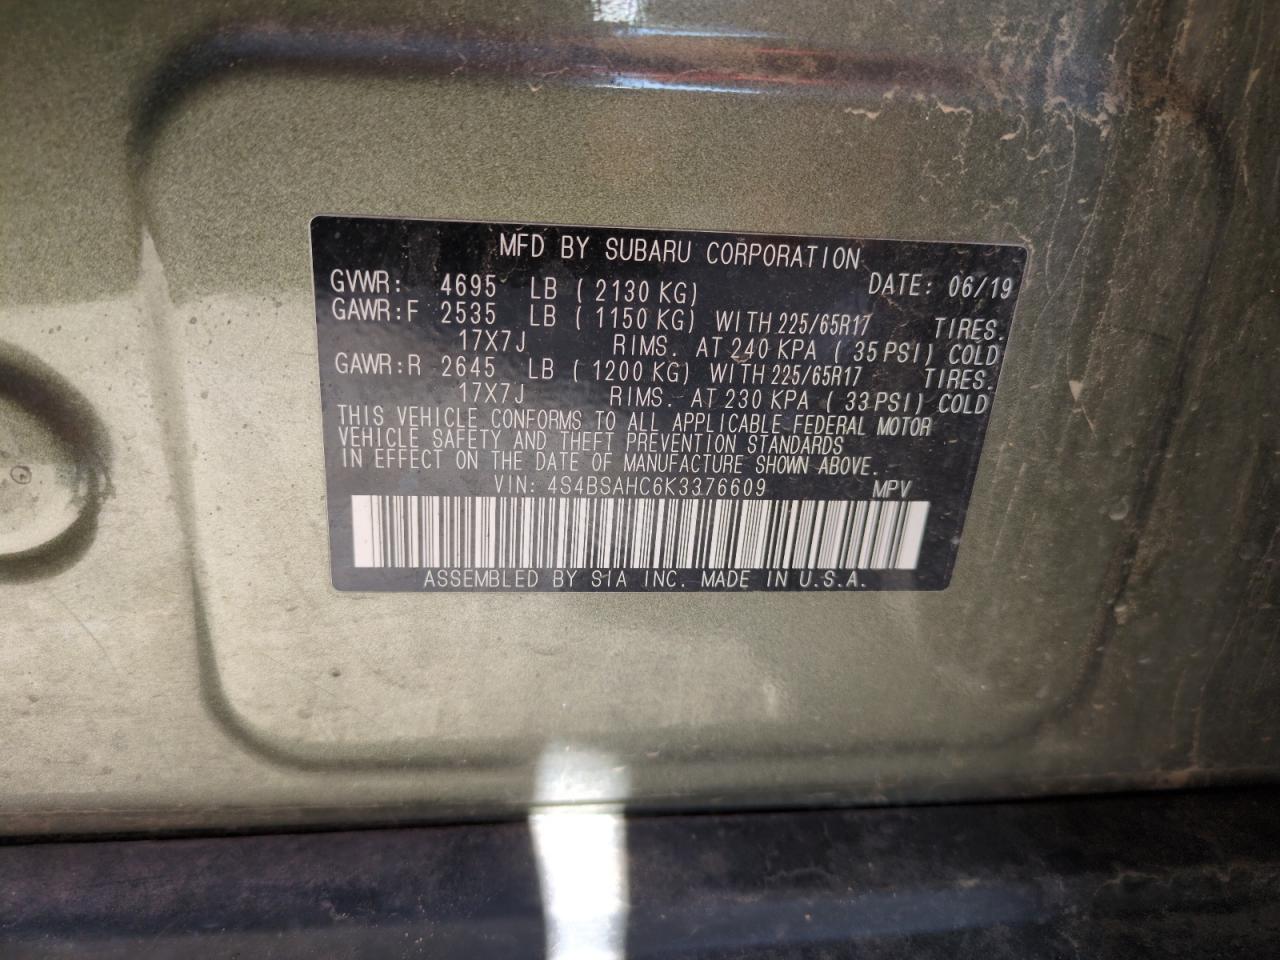 MFD BY SUBARU CORPORATION
GVWR: 4695 LB ( 2130 KG) DATE: 06/19
GAWR:F 2535 LB ( 1150 KG) WITH 225/65R17 TIRES.
17X7J RIMS. AT 240 KPA ( 35 PSI) COLD
GAWR:R 2645 LB ( 1200 KG) WITH 225/65R17 TIRES.
17X7J RIMS. AT 230 KPA ( 33 PSI) COLD
THIS VEHICLE CONFORMS TO ALL APPLICABLE FEDERAL MOTOR
VEHICLE SAFETY AND THEFT PREVENTION STANDARDS
IN EFFECT ON THE DATE OF MANUFACTURE SHOWN ABOVE.
VIN: 4S4BSAHC6K3376609 MPV
ASSEMBLED BY SIA INC. MADE IN U.S.A.